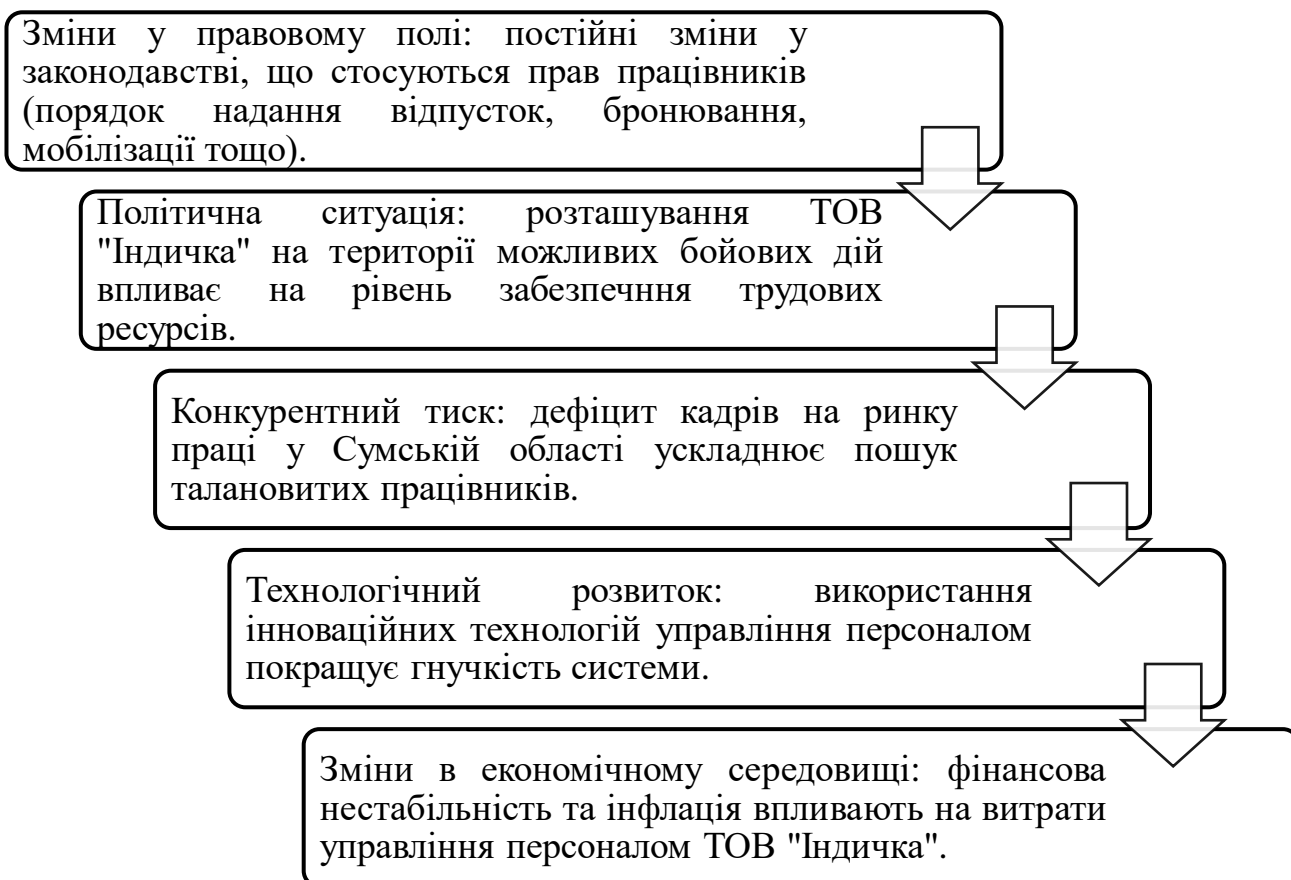 Зміни у правовому полі: постійні зміни у
законодавстві, що стосуються прав працівників
(порядок надання відпусток, бронювання,
мобілізації тощо).
Політична ситуація: розташування ТОВ
"Індичка" на території можливих бойових дій
впливає на рівень забезпечння трудових
ресурсів.
Конкурентний тиск: дефіцит кадрів на ринку
праці у Сумській області ускладнює пошук
талановитих працівників.
Технологічний розвиток: використання
інноваційних технологій управління персоналом
покращує гнучкість системи.
Зміни в економічному середовищі: фінансова
нестабільність та інфлація впливають на витрати
управління персоналом ТОВ "Індичка".